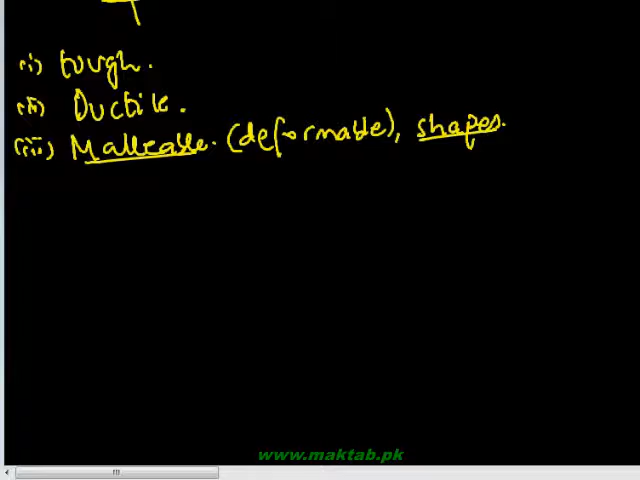 (i) tough.
(ii) Ductile.
(iii) Malleable. (deformable), shapes.
www.maktab.pk